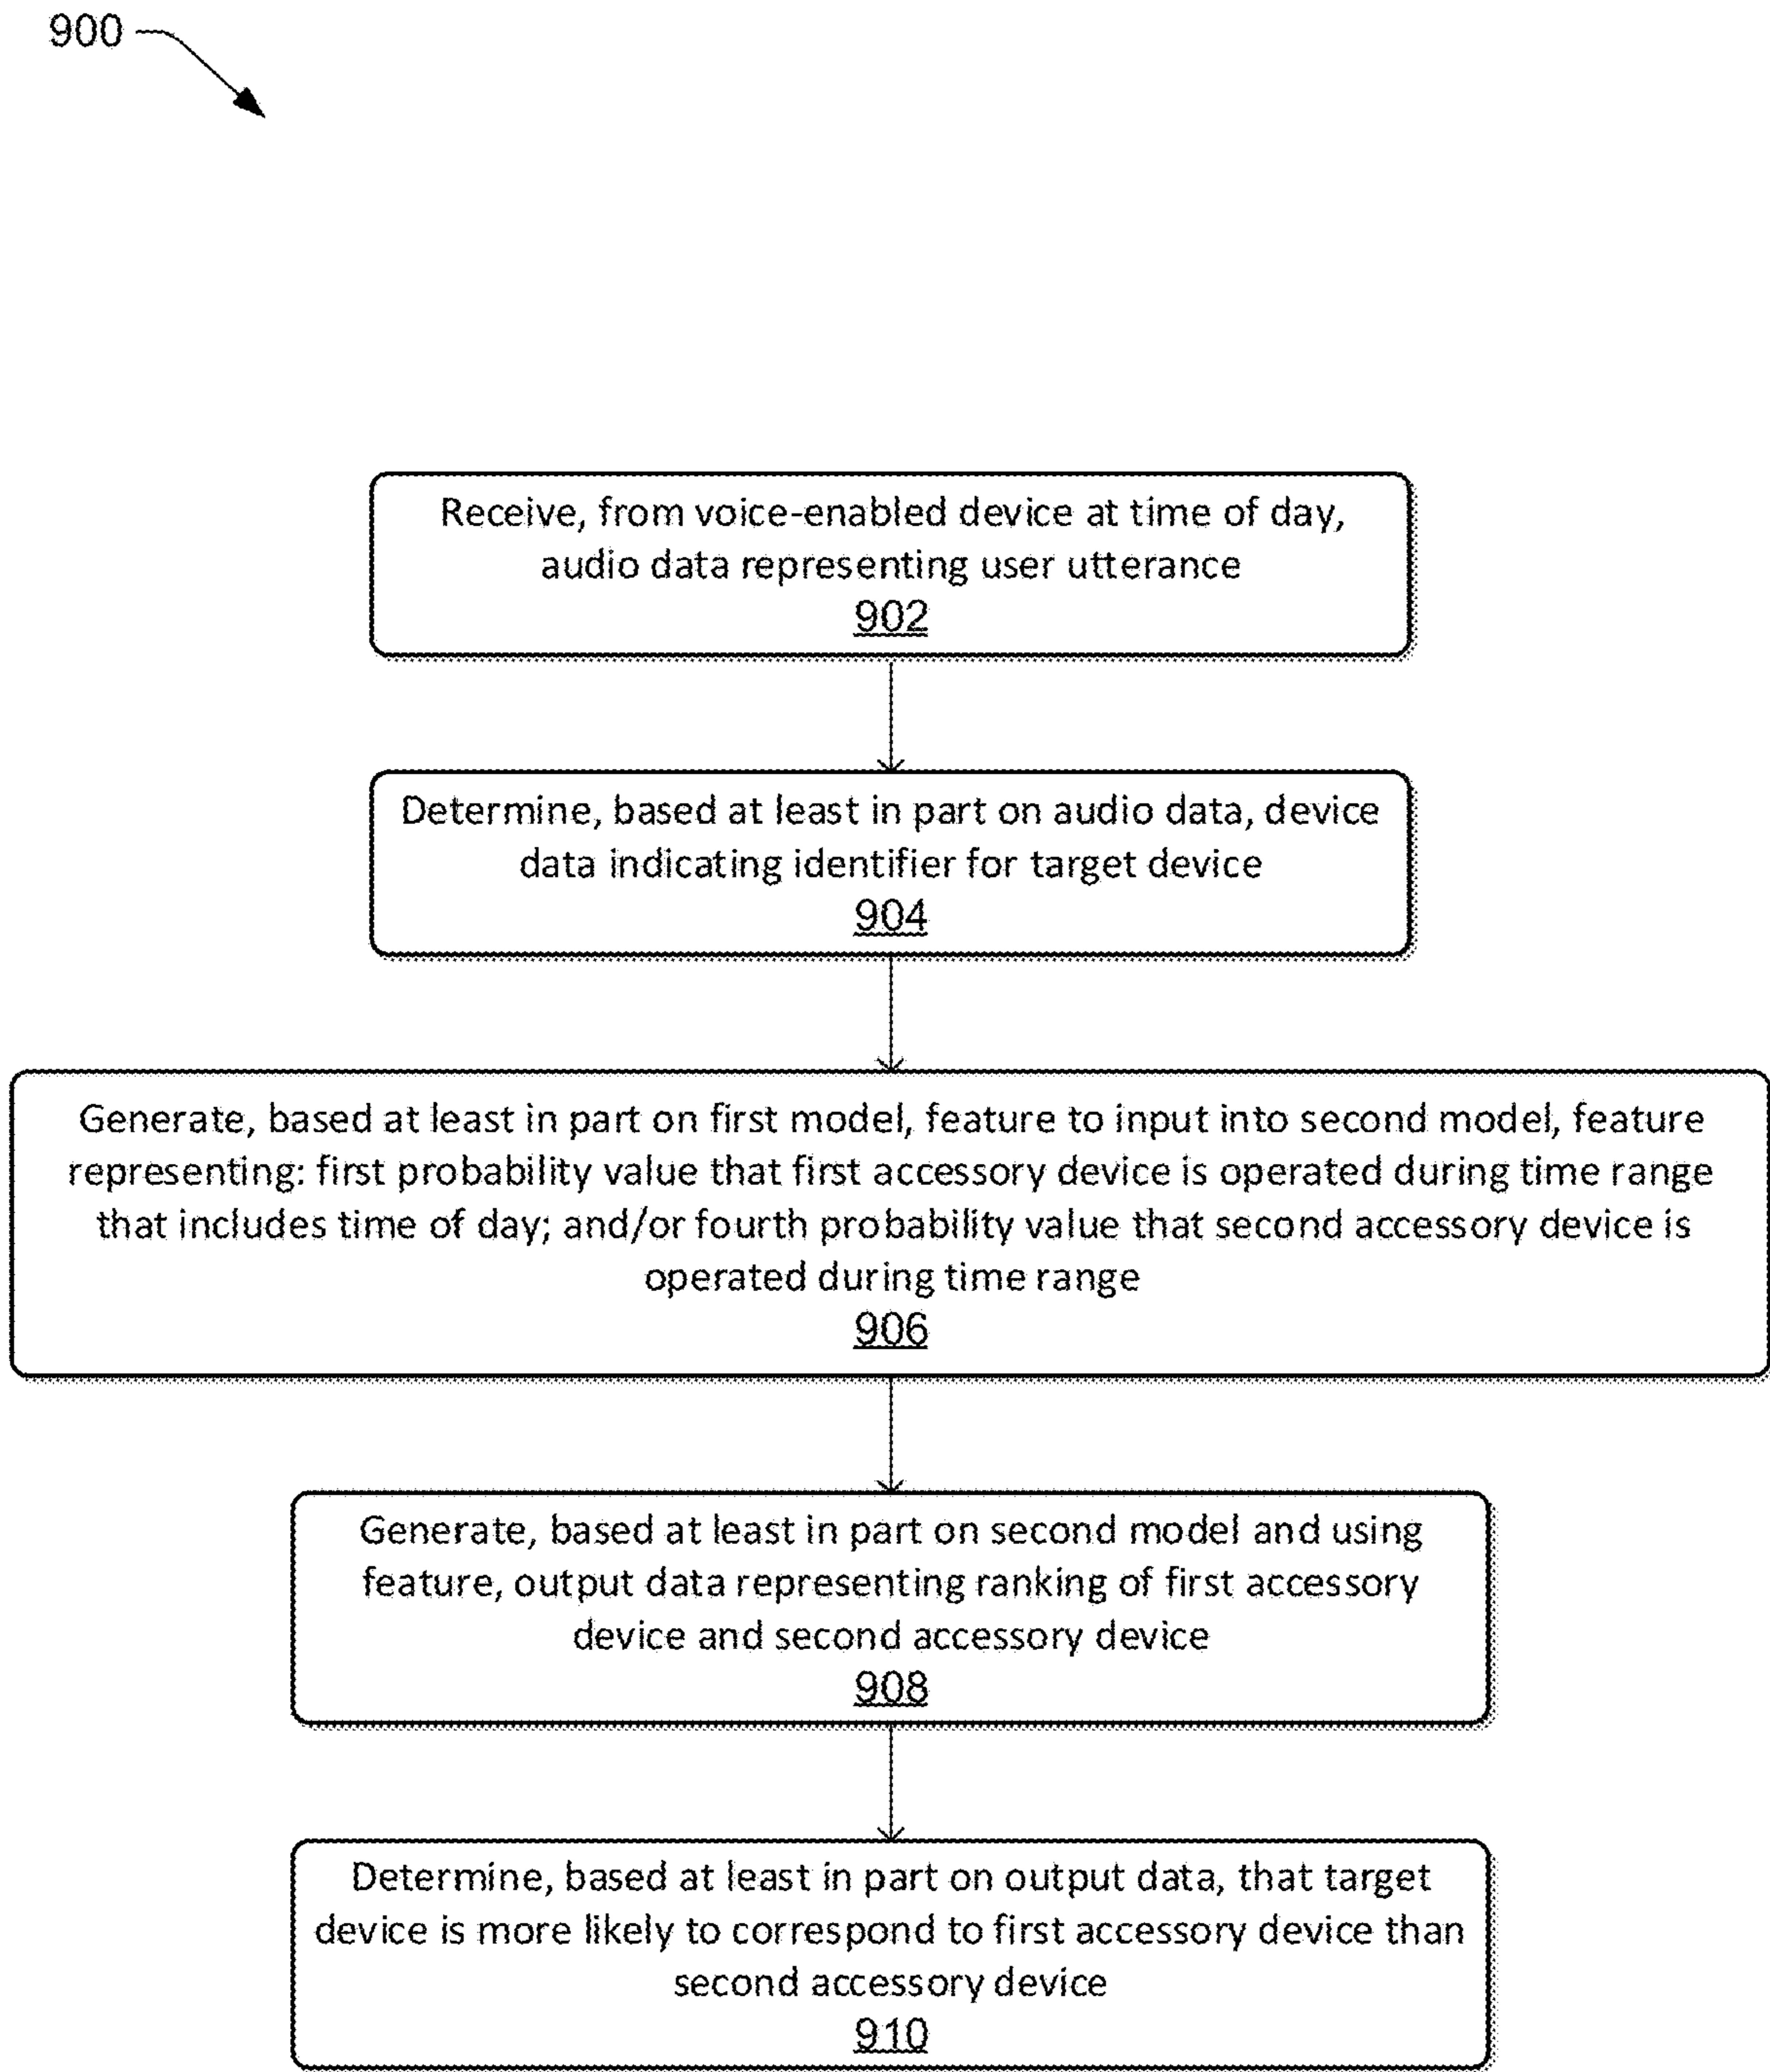 900
Receive, from voice-enabled device at time of day,
audio data representing user utterance
902
Determine, based at least in part on audio data, device
data indicating identifier for target device
904
Generate, based at least in part on first model, feature to input into second model, feature
representing: first probability value that first accessory device is operated during time range
that includes time of day; and/or fourth probability value that second accessory device is
operated during time range
906
Generate, based at least in part on second model and using
feature, output data representing ranking of first accessory
device and second accessory device
908
Determine, based at least in part on output data, that target
device is more likely to correspond to first accessory device than
second accessory device
910